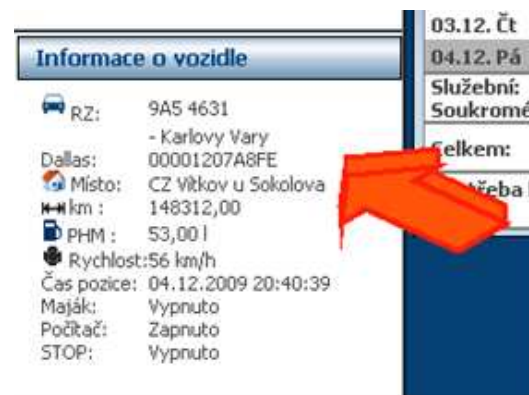 Informace o vozidle
RZ: 9A5 4631
- Karlovy Vary
Dallas: 00001207A8FE
Místo: CZ Vítkov u Sokolova
km : 148312,00
PHM : 53,00 l
Rychlost:56 km/h
Čas pozice: 04.12.2009 20:40:39
Maják: Vypnuto
Počítač: Zapnuto
STOP: Vypnuto
03.12. Čt
04.12. Pá
Služební:
Soukromé
Celkem: